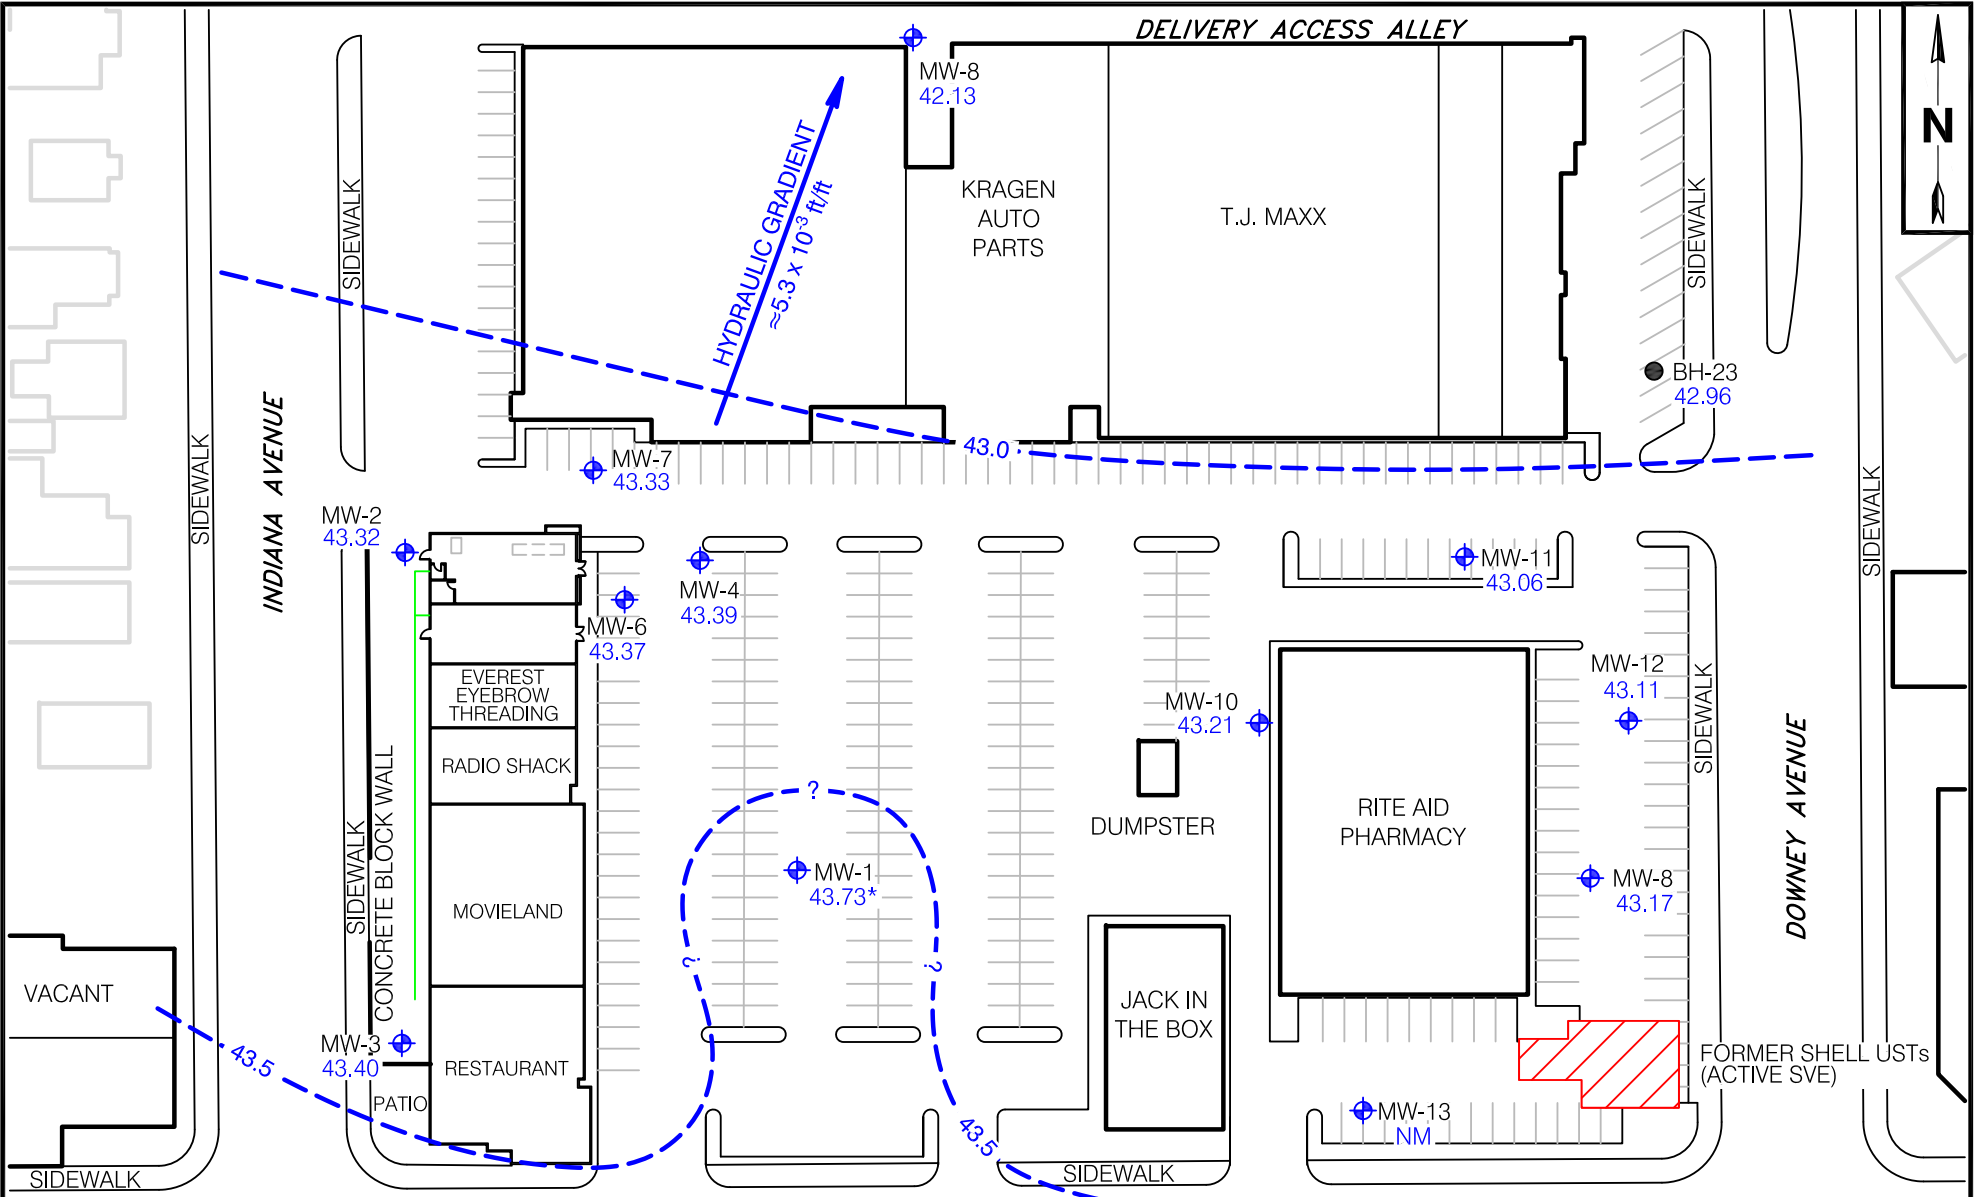 DELIVERY ACCESS ALLEY
N
MW-8
42.13
HYDRAULIC GRADIENT
≈5.3 x 10⁻³ ft/ft
KRAGEN
AUTO
PARTS
T.J. MAXX
SIDEWALK
SIDEWALK
BH-23
42.96
INDIANA AVENUE
SIDEWALK
43.0
MW-7
43.33
SIDEWALK
MW-2
43.32
MW-4
43.39
MW-6
43.37
MW-11
43.06
EVEREST
EYEBROW
THREADING
MW-10
43.21
MW-12
43.11
SIDEWALK
DOWNEY AVENUE
RADIO SHACK
CONCRETE BLOCK WALL
SIDEWALK
?
DUMPSTER
RITE AID
PHARMACY
MW-1
43.73*
MW-8
43.17
MOVIELAND
?
?
VACANT
JACK IN
THE BOX
MW-3
43.40
43.5
RESTAURANT
FORMER SHELL USTs
(ACTIVE SVE)
PATIO
MW-13
NM
43.5
SIDEWALK
SIDEWALK